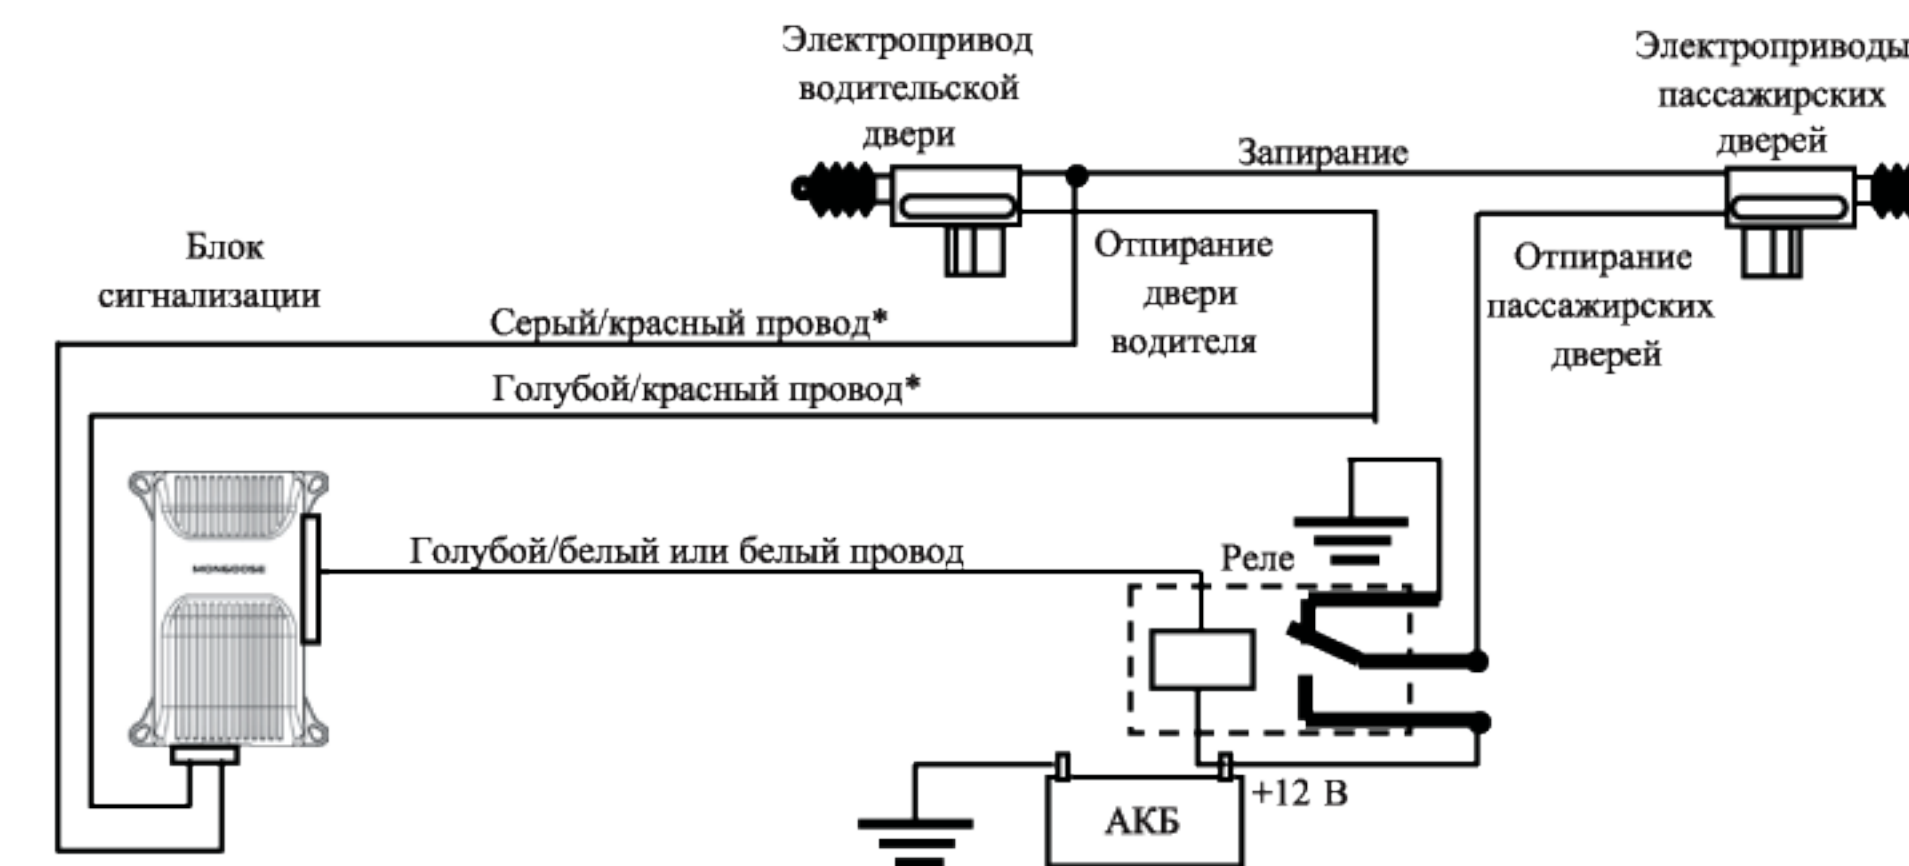 Электропривод
водительской
двери
Электроприводы
пассажирских
дверей
Запирание
Блок
сигнализации
Отпирание
двери
водителя
Отпирание
пассажирских
дверей
Серый/красный провод*
Голубой/красный провод*
MONGOOSE
Голубой/белый или белый провод
Реле
+12 В
АКБ